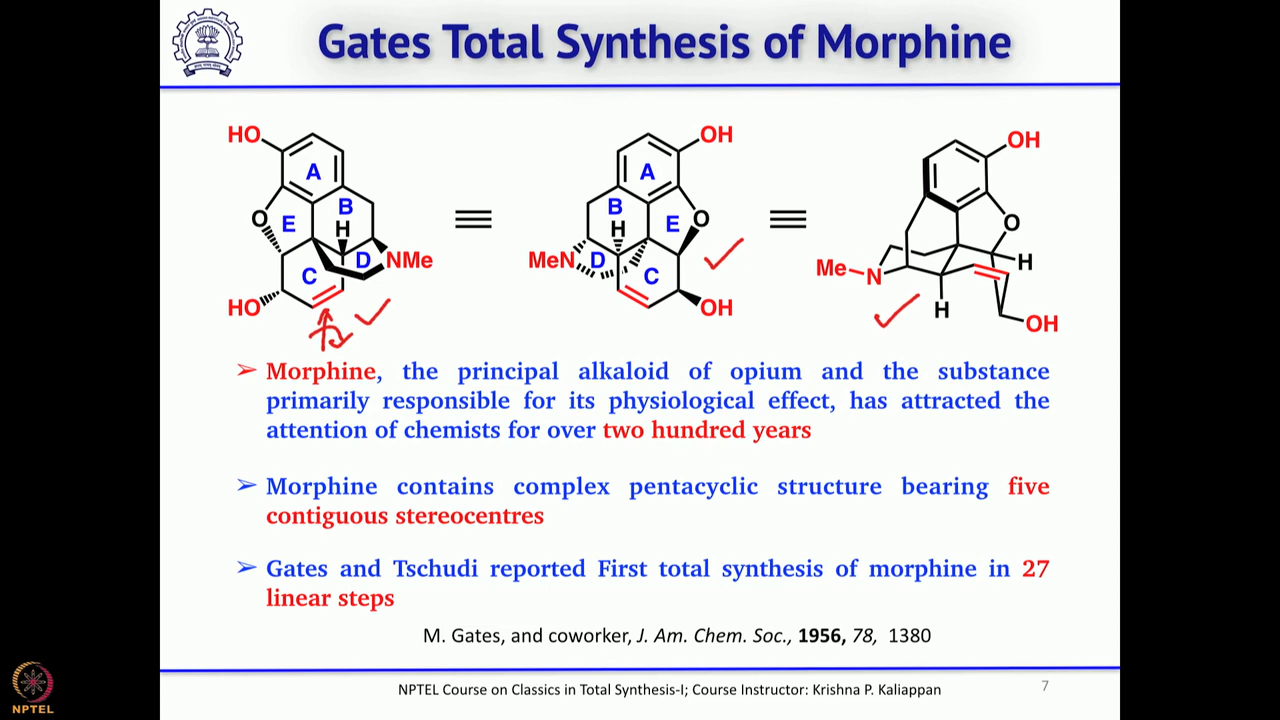 Gates Total Synthesis of Morphine
HO A B E O H D C NMe HO
OH A B E O H D C MeN OH
OH O H Me N H OH
➢ Morphine, the principal alkaloid of opium and the substance
primarily responsible for its physiological effect, has attracted the
attention of chemists for over two hundred years
➢ Morphine contains complex pentacyclic structure bearing five
contiguous stereocentres
➢ Gates and Tschudi reported First total synthesis of morphine in 27
linear steps
M. Gates, and coworker, J. Am. Chem. Soc., 1956, 78, 1380
NPTEL Course on Classics in Total Synthesis-I; Course Instructor: Krishna P. Kaliappan
7
NPTEL